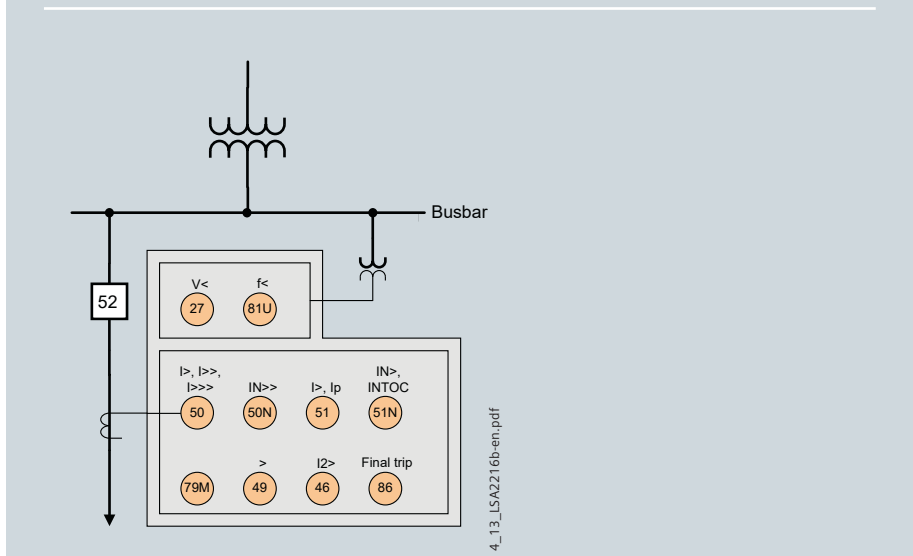 Busbar
52
V<
f<
27
81U
I>, I>>,
I>>>
IN>>
I>, Ip
IN>,
INTOC
50
50N
51
51N
>
I2>
Final trip
79M
49
46
86
4_13_LSA2216b-en.pdf